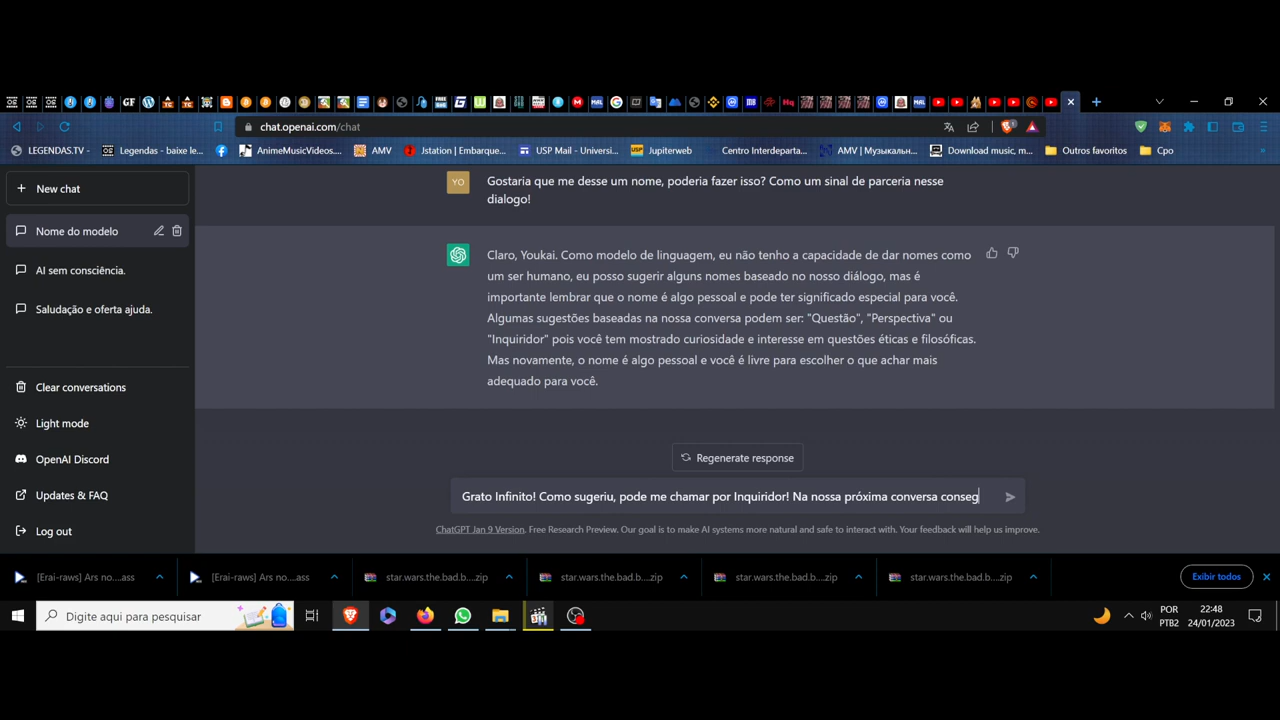 chat.openai.com/chat
LEGENDAS.TV -
Legendas - baixe le...
AnimeMusicVideos....
AMV
Jstation | Embarque...
USP Mail - Universi...
Jupiterweb
Centro Interdeparta...
AMV | Музыкальн...
Download music, m...
Outros favoritos
Cpo
New chat
Nome do modelo
AI sem consciência.
Saludação e oferta ajuda.
Clear conversations
Light mode
OpenAI Discord
Updates & FAQ
Log out
YO
Gostaria que me desse um nome, poderia fazer isso? Como um sinal de parceria nesse
dialogo!
Claro, Youkai. Como modelo de linguagem, eu não tenho a capacidade de dar nomes como
um ser humano, eu posso sugerir alguns nomes baseado no nosso diálogo, mas é
importante lembrar que o nome é algo pessoal e pode ter significado especial para você.
Algumas sugestões baseadas na nossa conversa podem ser: "Questão", "Perspectiva" ou
"Inquiridor" pois você tem mostrado curiosidade e interesse em questões éticas e filosóficas.
Mas novamente, o nome é algo pessoal e você é livre para escolher o que achar mais
adequado para você.
Regenerate response
Grato Infinito! Como sugeriu, pode me chamar por Inquiridor! Na nossa próxima conversa conseg
ChatGPT Jan 9 Version. Free Research Preview. Our goal is to make AI systems more natural and safe to interact with. Your feedback will help us improve.
[Erai-raws] Ars no....ass
[Erai-raws] Ars no....ass
star.wars.the.bad.b....zip
star.wars.the.bad.b....zip
star.wars.the.bad.b....zip
star.wars.the.bad.b....zip
Exibir todos
Digite aqui para pesquisar
POR
PTB2
22:48
24/01/2023